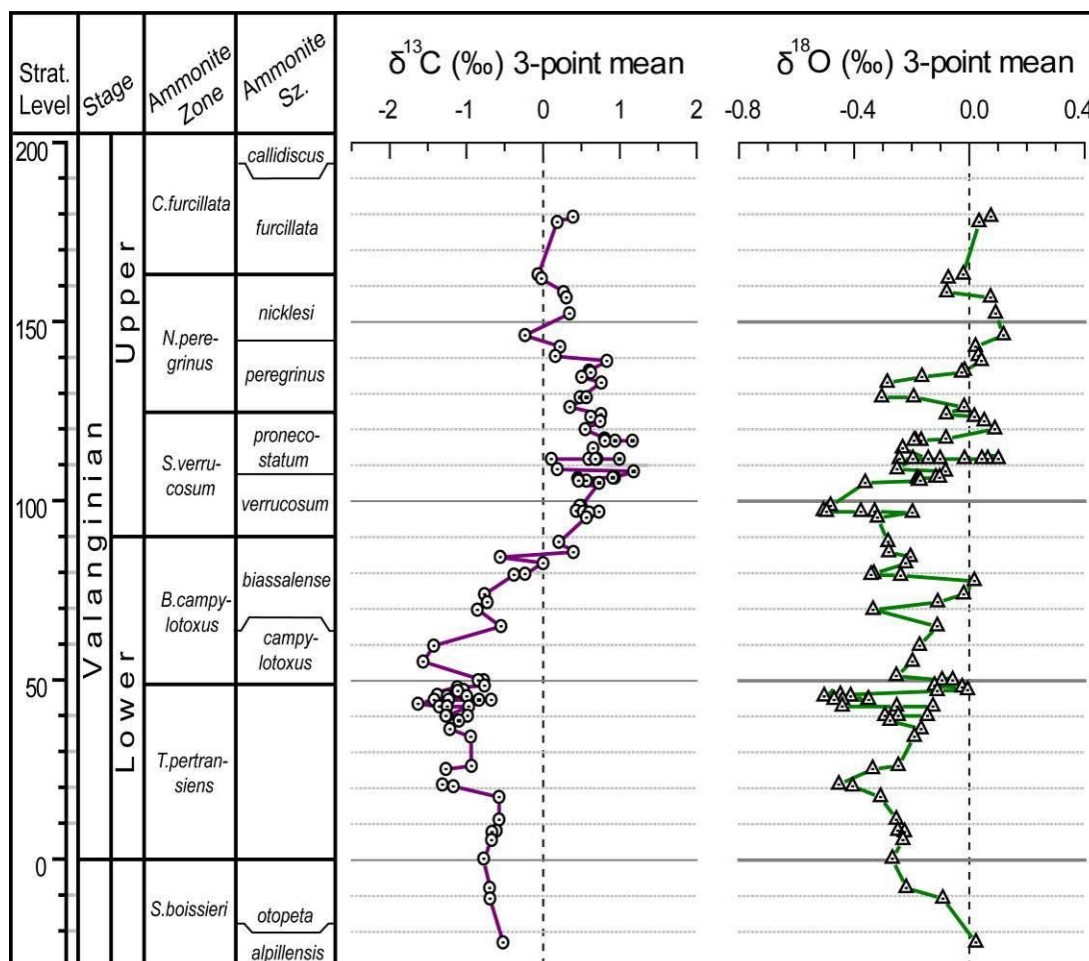 Strat.
Level
Stage
Ammonite
Zone
Ammonite
Sz.
δ13C (‰) 3-point mean
-2 -1 0 1 2
δ18O (‰) 3-point mean
-0.8 -0.4 0.0 0.4
200
150
100
50
0
Valanginian
Upper
Lower
C.furcillata
N.pere-
grinus
S.verru-
cosum
B.campy-
lotoxus
T.pertran-
siens
S.boissieri
callidiscus
furcillata
nicklesi
peregrinus
proneco-
statum
verrucosum
biassalense
campy-
lotoxus
otopeta
alpillensis